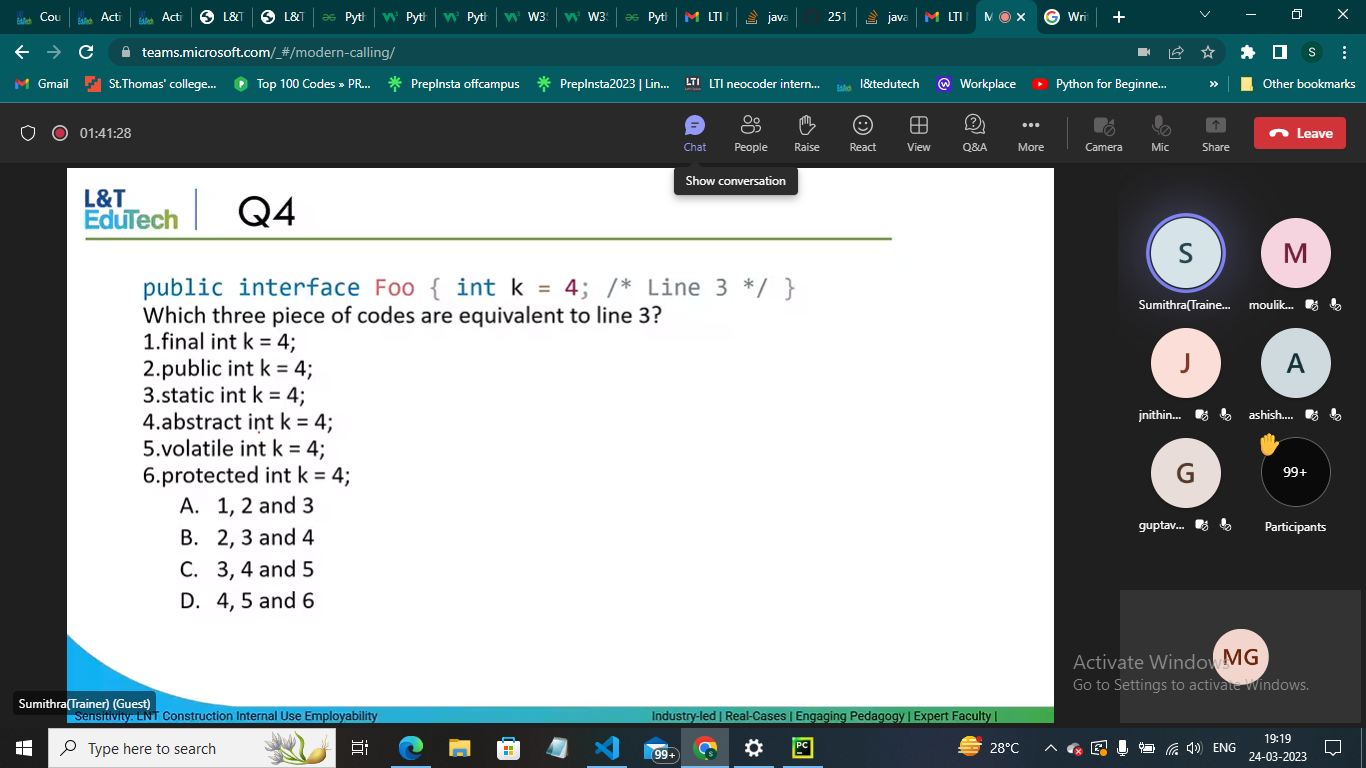 Cou
Acti
Acti
L&T
L&T
Pyth
Pyth
Pyth
W3S
W3S
Pyth
LTI I
java
251
java
LTI I
M
Wri
teams.microsoft.com/_#/modern-calling/
S
Gmail
St.Thomas' college...
Top 100 Codes » PR...
PrepInsta offcampus
PrepInsta2023 | Lin...
LTI neocoder intern...
l&tedutech
Workplace
Python for Beginne...
»
Other bookmarks
01:41:28
Chat
People
Raise
React
View
Q&A
More
Camera
Mic
Share
Leave
Show conversation
L&T
EduTech
Q4
public interface Foo { int k = 4; /* Line 3 */ }
Which three piece of codes are equivalent to line 3?
1.final int k = 4;
2.public int k = 4;
3.static int k = 4;
4.abstract int k = 4;
5.volatile int k = 4;
6.protected int k = 4;
A. 1, 2 and 3
B. 2, 3 and 4
C. 3, 4 and 5
D. 4, 5 and 6
S
M
Sumithra(Traine...
moulik...
J
A
jnithin...
ashish....
G
99+
guptav...
Participants
MG
Activate Windows
Go to Settings to activate Windows.
Sumithra(Trainer) (Guest)
Sensitivity: LNT Construction Internal Use Employability
Industry-led | Real-Cases | Engaging Pedagogy | Expert Faculty |
Type here to search
99+
PC
28°C
ENG
19:19
24-03-2023